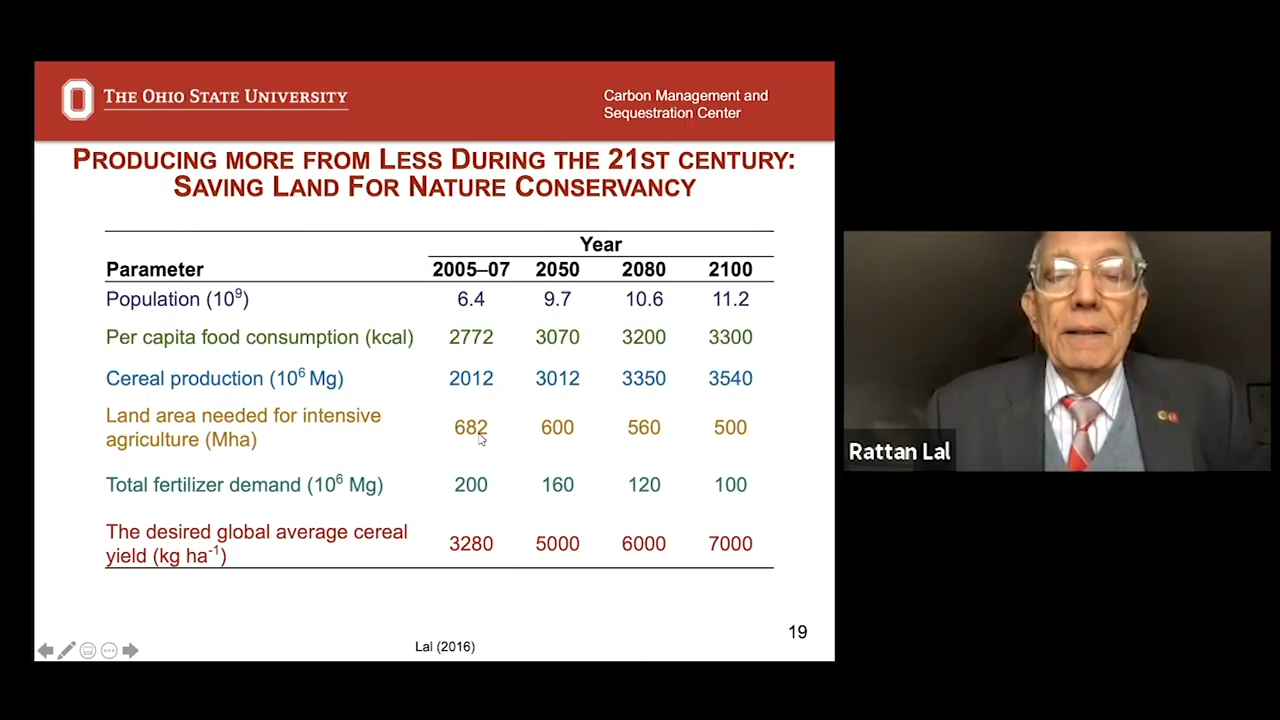 THE OHIO STATE UNIVERSITY
Carbon Management and
Sequestration Center
PRODUCING MORE FROM LESS DURING THE 21ST CENTURY:
SAVING LAND FOR NATURE CONSERVANCY
Year
Parameter 2005–07 2050 2080 2100
Population (10⁹) 6.4 9.7 10.6 11.2
Per capita food consumption (kcal) 2772 3070 3200 3300
Cereal production (10⁶ Mg) 2012 3012 3350 3540
Land area needed for intensive
agriculture (Mha) 682 600 560 500
Total fertilizer demand (10⁶ Mg) 200 160 120 100
The desired global average cereal
yield (kg ha⁻¹) 3280 5000 6000 7000
Lal (2016)
19
Rattan Lal